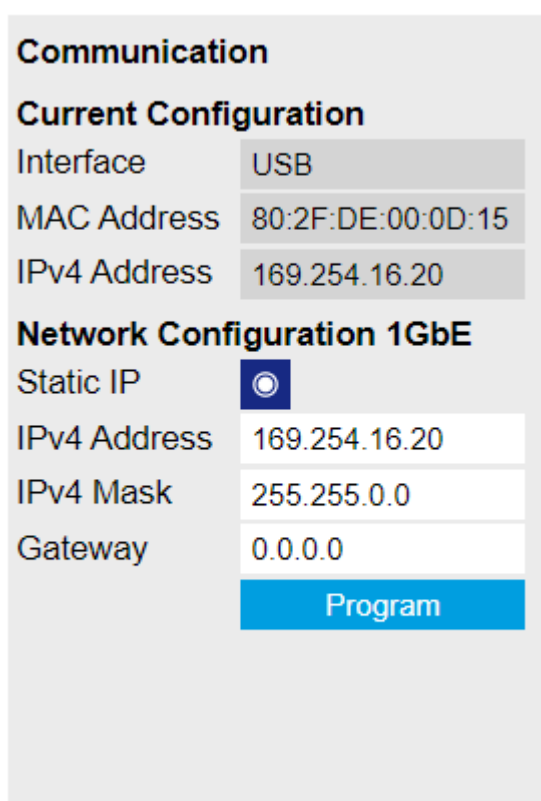 Communication
Current Configuration
Interface USB
MAC Address 80:2F:DE:00:0D:15
IPv4 Address 169.254.16.20
Network Configuration 1GbE
Static IP
IPv4 Address 169.254.16.20
IPv4 Mask 255.255.0.0
Gateway 0.0.0.0
Program